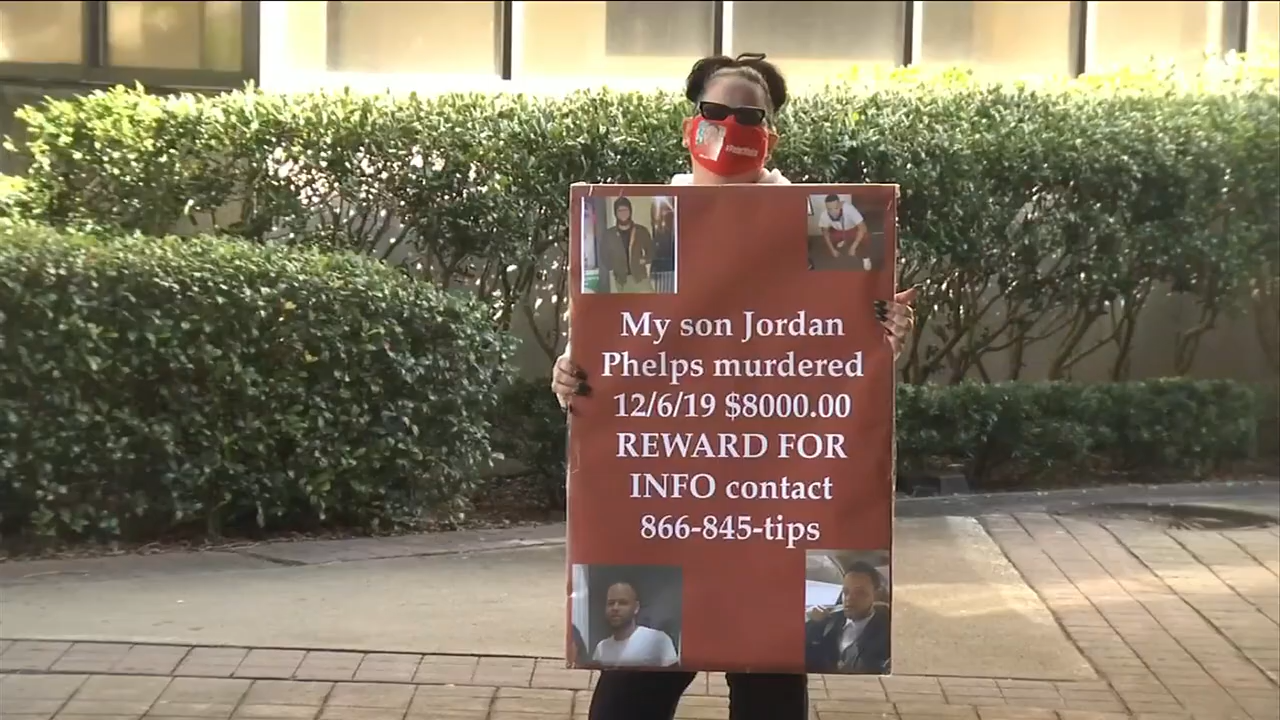 My son Jordan
Phelps murdered
12/6/19 $8000.00
REWARD FOR
INFO contact
866-845-tips